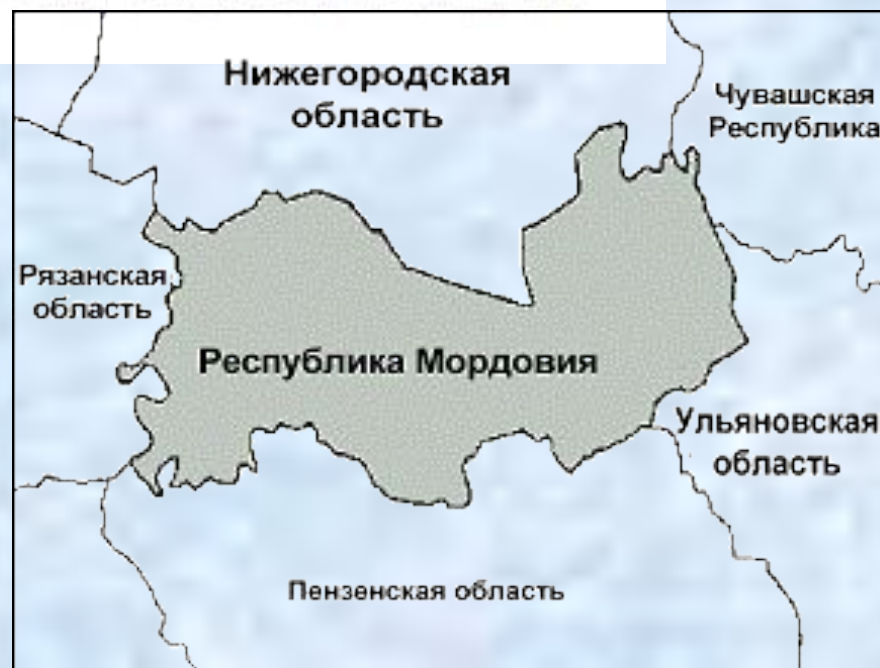 Нижегородская
область
Чувашская
Республика
Рязанская
область
Республика Мордовия
Ульяновская
область
Пензенская область